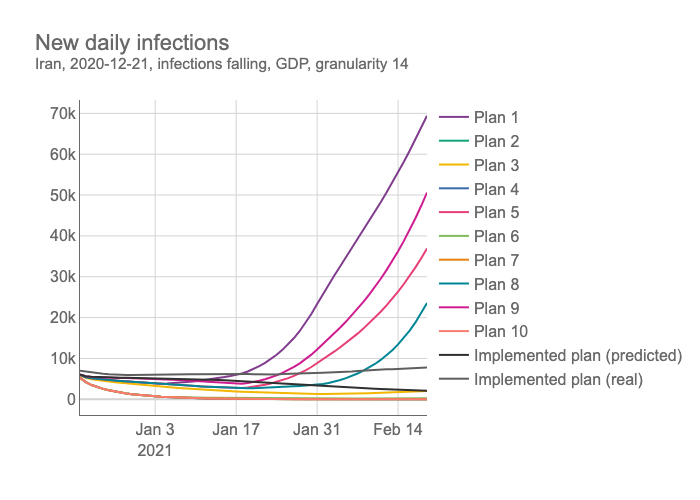 New daily infections
Iran, 2020-12-21, infections falling, GDP, granularity 14
70k
60k
50k
40k
30k
20k
10k
0
Jan 3
2021
Jan 17
Jan 31
Feb 14
Plan 1
Plan 2
Plan 3
Plan 4
Plan 5
Plan 6
Plan 7
Plan 8
Plan 9
Plan 10
Implemented plan (predicted)
Implemented plan (real)